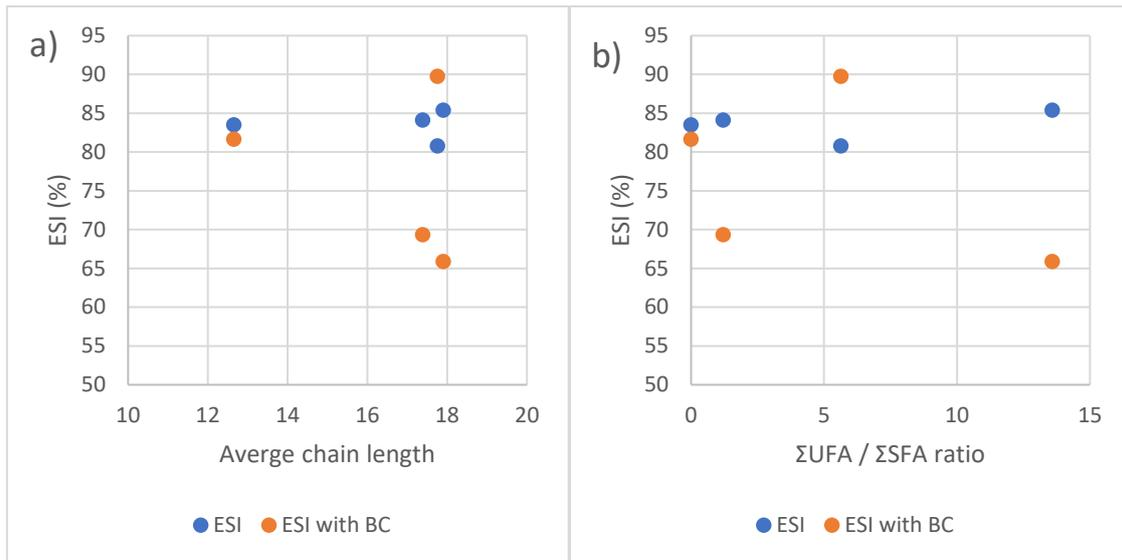 a)
95
90
85
80
75
70
65
60
55
50
ESI (%)
10 12 14 16 18 20
Averge chain length
ESI ESI with BC
b)
95
90
85
80
75
70
65
60
55
50
ESI (%)
0 5 10 15
ΣUFA / ΣSFA ratio
ESI ESI with BC